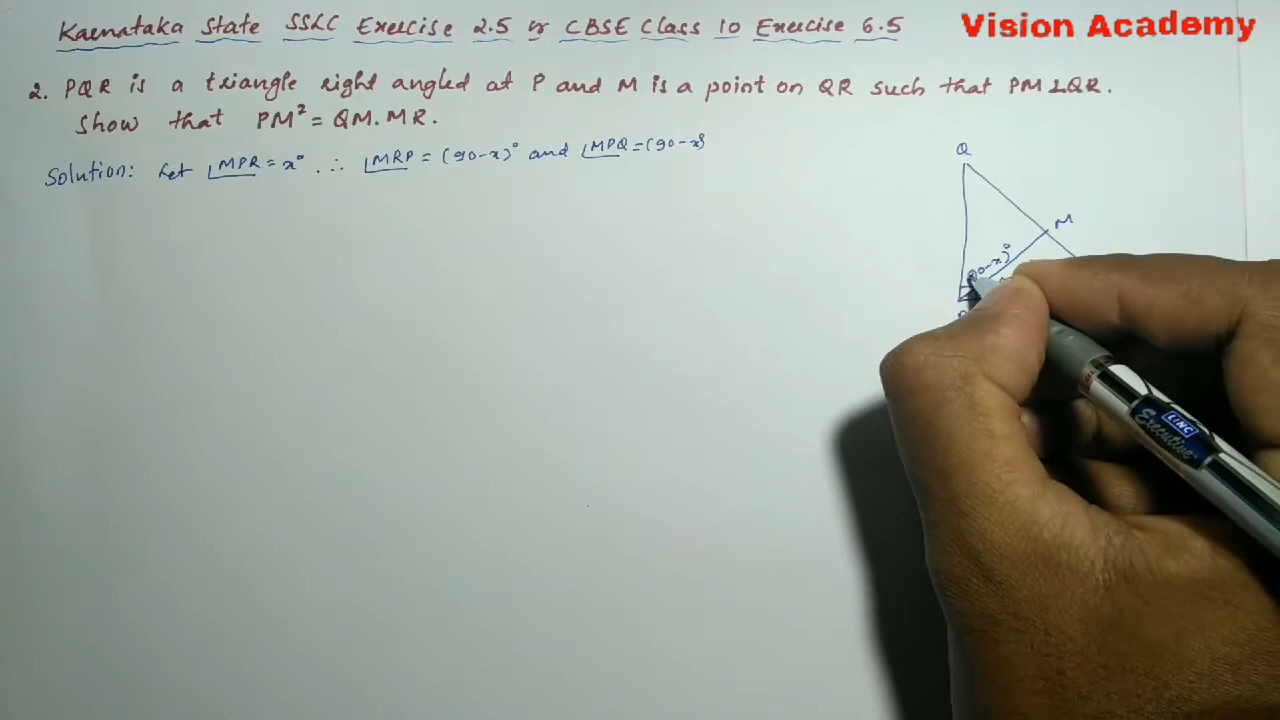 Karnataka State SSLC Exercise 2.5 or CBSE Class 10 Exercise 6.5
Vision Academy
2. PQR is a triangle right angled at P and M is a point on QR such that PM⊥QR.
Show that PM² = QM.MR.
Solution: Let ∠MPR = x° ∴ ∠MRP = (90-x)° and ∠MPQ = (90-x)°
Q
M
(90-x)°
P
LINC
Executive